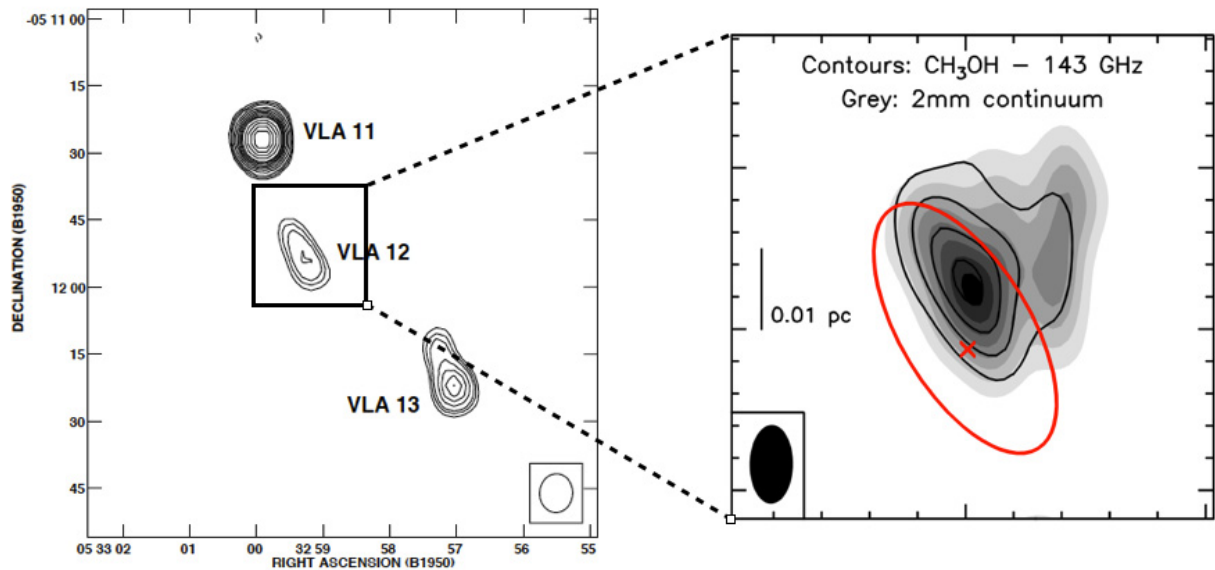 -05 11 00
15
30
45
12 00
15
30
45
DECLINATION (B1950)
VLA 11
VLA 12
VLA 13
05 33 02 01 00 32 59 58 57 56 55
RIGHT ASCENSION (B1950)
Contours: CH₃OH – 143 GHz
Grey: 2mm continuum
0.01 pc